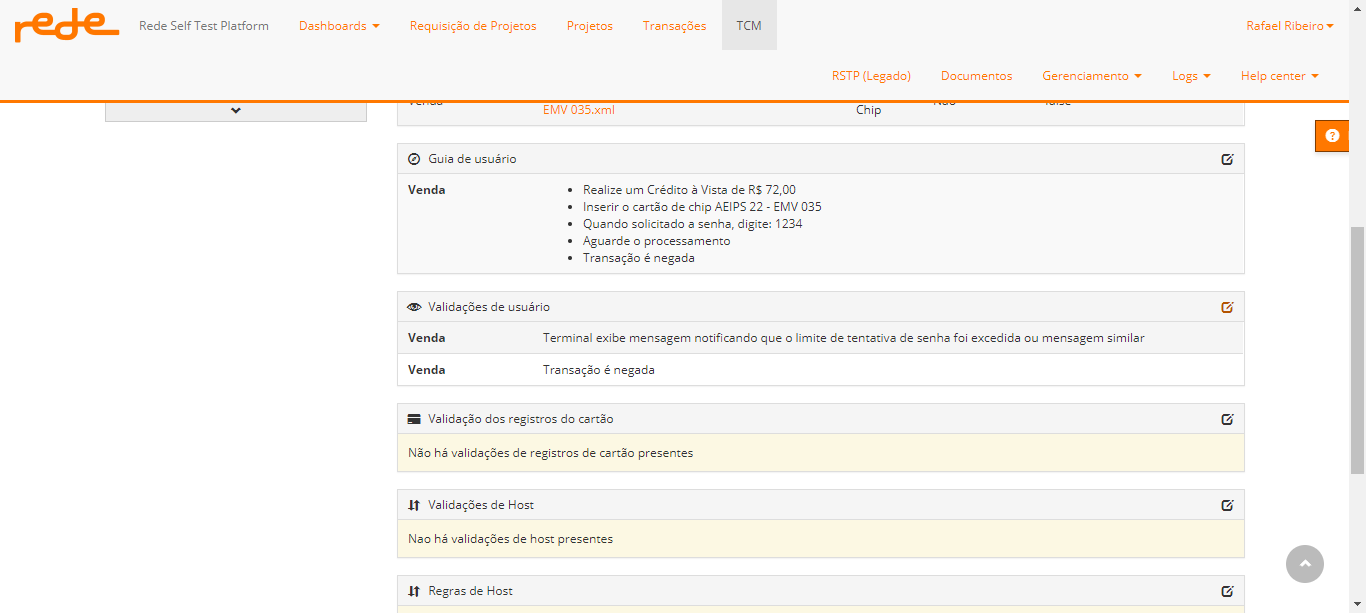 rede
Rede Self Test Platform
Dashboards
Requisição de Projetos
Projetos
Transações
TCM
Rafael Ribeiro
RSTP (Legado)
Documentos
Gerenciamento
Logs
Help center
EMV 035.xml
Chip
Guia de usuário
Venda
Realize um Crédito à Vista de R$ 72,00
Inserir o cartão de chip AEIPS 22 - EMV 035
Quando solicitado a senha, digite: 1234
Aguarde o processamento
Transação é negada
Validações de usuário
Venda Terminal exibe mensagem notificando que o limite de tentativa de senha foi excedida ou mensagem similar
Venda Transação é negada
Validação dos registros do cartão
Não há validações de registros de cartão presentes
Validações de Host
Nao há validações de host presentes
Regras de Host